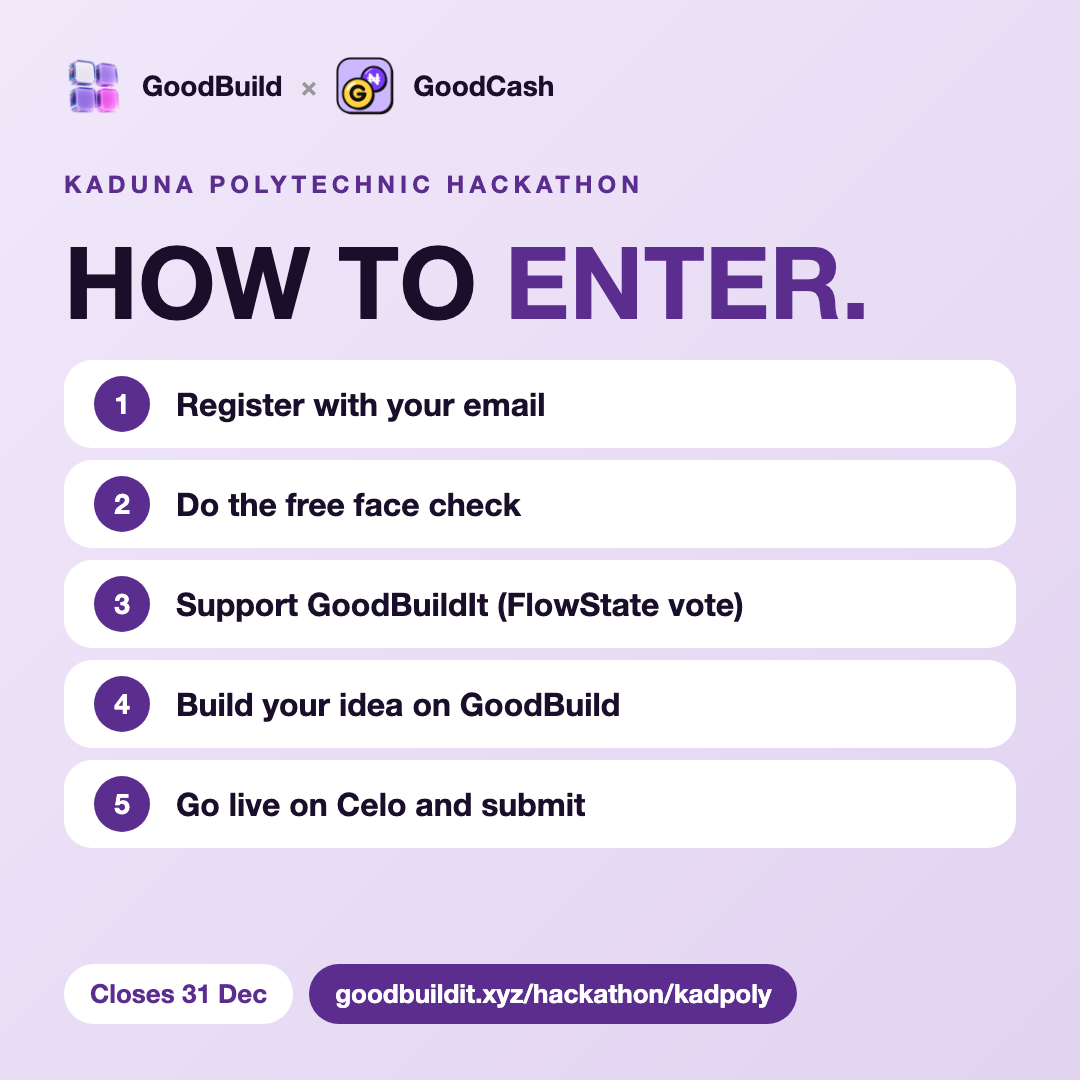 GoodBuild × GoodCash
KADUNA POLYTECHNIC HACKATHON
HOW TO ENTER.
1 Register with your email
2 Do the free face check
3 Support GoodBuildIt (FlowState vote)
4 Build your idea on GoodBuild
5 Go live on Celo and submit
Closes 31 Dec goodbuildit.xyz/hackathon/kadpoly